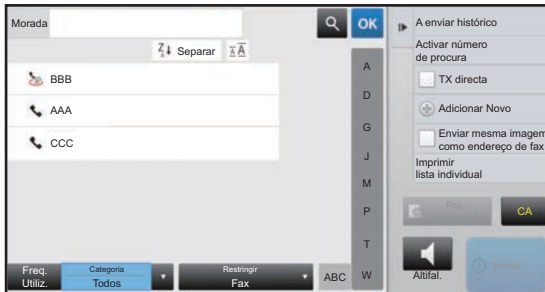 Morada
OK
Z↓ Separar AA
BBB
AAA
CCC
A
D
G
J
M
P
T
W
Freq.
Utiliz.
Categoria
Todos
Restringir
Fax
ABC
A enviar histórico
Activar número
de procura
TX directa
Adicionar Novo
Enviar mesma imagem
como endereço de fax
Imprimir
lista individual
CA
Altifal.
Iniciar